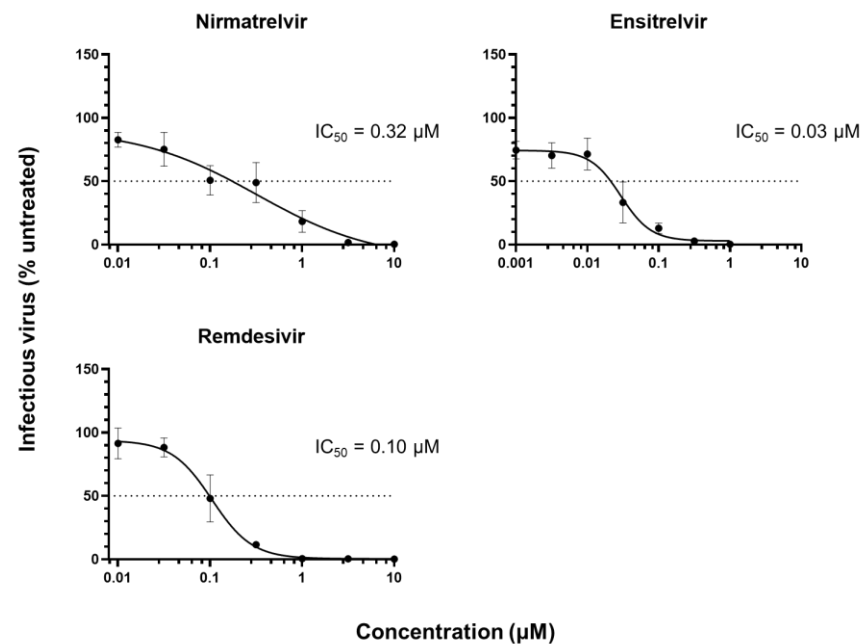 Nirmatrelvir
150
100
50
0
0.01 0.1 1 10
IC₅₀ = 0.32 µM
Ensitrelvir
150
100
50
0
0.001 0.01 0.1 1 10
IC₅₀ = 0.03 µM
Remdesivir
150
100
50
0
0.01 0.1 1 10
IC₅₀ = 0.10 µM
Infectious virus (% untreated)
Concentration (µM)